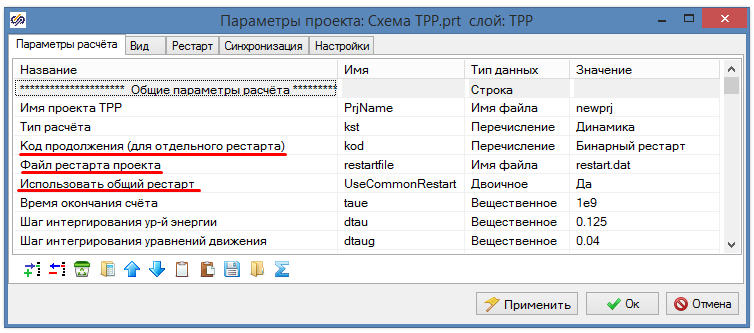 Параметры проекта: Схема TPP.prt слой: TPP
Параметры расчёта Вид Рестарт Синхронизация Настройки
Название Имя Тип данных Значение
********************* Общие параметры расчёта ********* Строка
Имя проекта TPP PrjName Имя файла newprj
Тип расчёта kst Перечисление Динамика
Код продолжения (для отдельного рестарта) kod Перечисление Бинарный рестарт
Файл рестарта проекта restartfile Имя файла restart.dat
Использовать общий рестарт UseCommonRestart Двоичное Да
Время окончания счёта taue Вещественное 1e9
Шаг интегрирования ур-й энергии dtau Вещественное 0.125
Шаг интегрирования уравнений движения dtaug Вещественное 0.04
Применить Ок Отмена